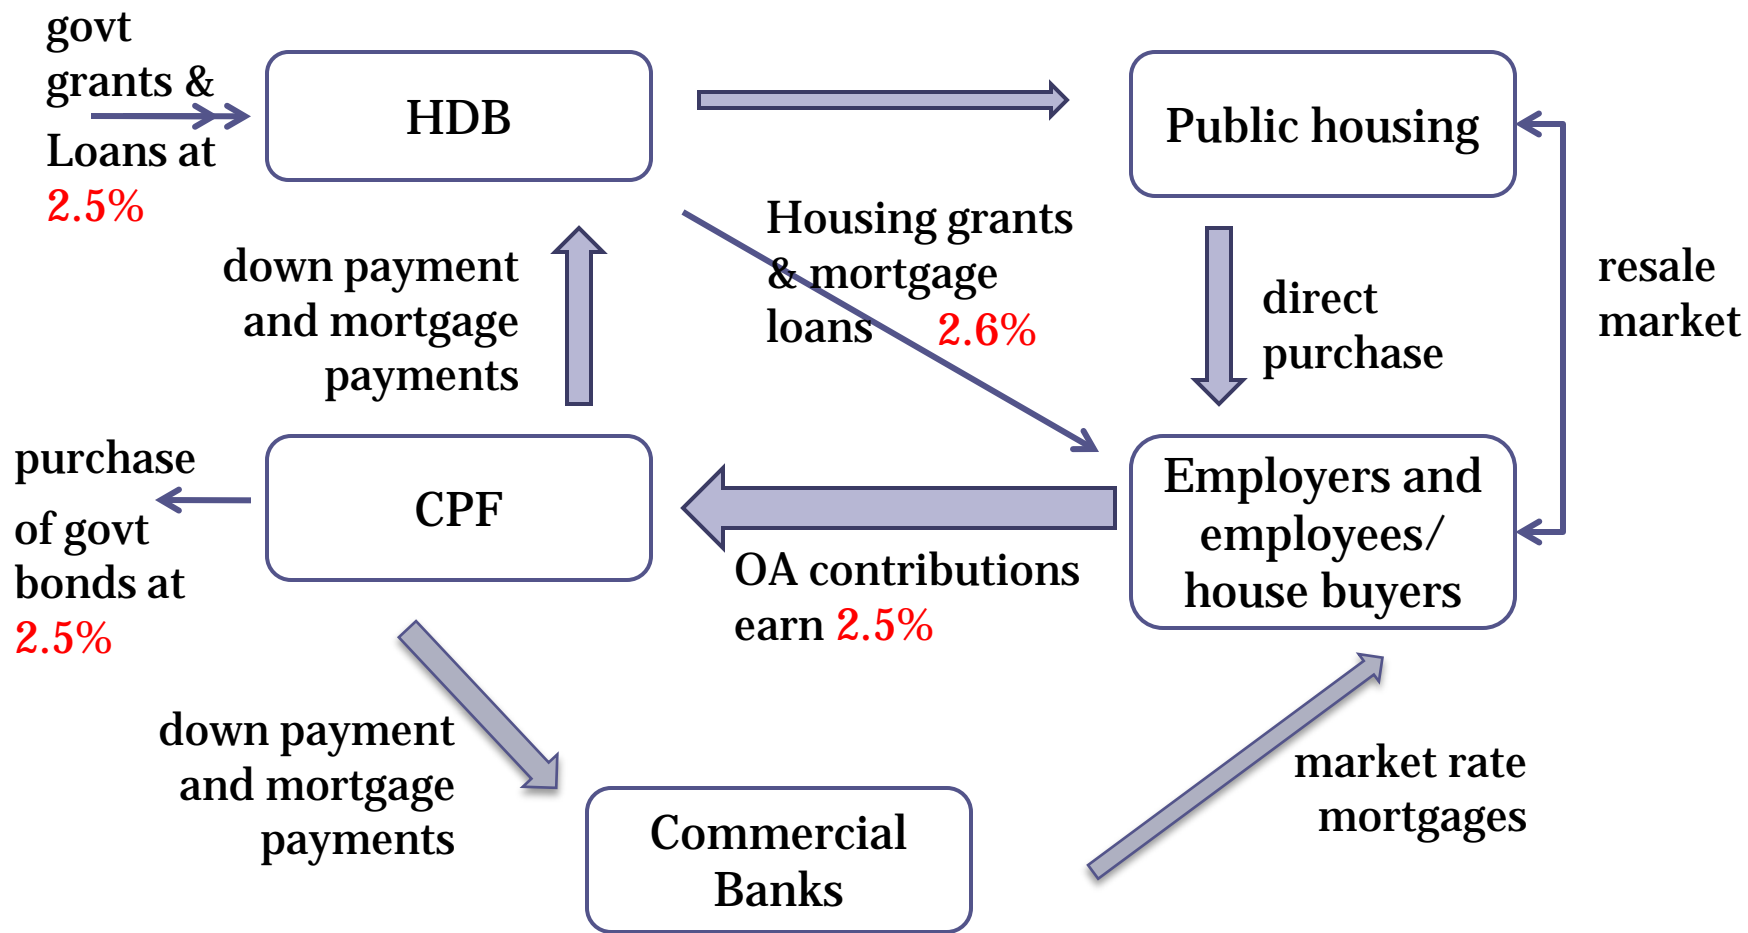 govt
grants &
Loans at
2.5%
HDB
Public housing
Housing grants
& mortgage
loans 2.6%
down payment
and mortgage
payments
direct
purchase
resale
market
purchase
of govt
bonds at
2.5%
CPF
Employers and
employees/
house buyers
OA contributions
earn 2.5%
down payment
and mortgage
payments
Commercial
Banks
market rate
mortgages